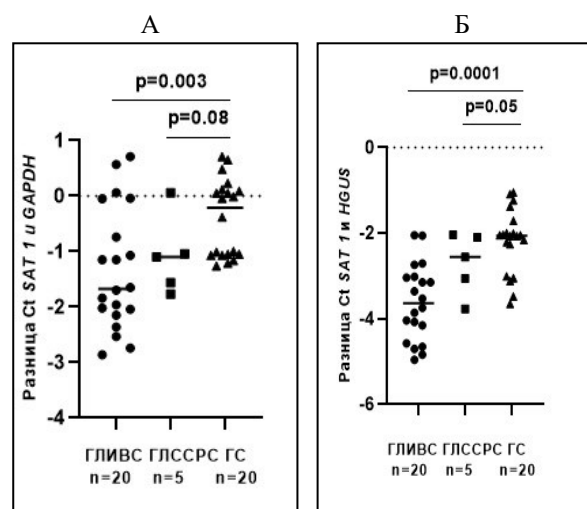 А
p=0.003
p=0.08
1
0
-1
-2
-3
-4
Разница Ct SAT 1 и GAPDH
ГЛИВС ГЛССРС ГС
n=20 n=5 n=20
Б
p=0.0001
p=0.05
0
-2
-4
-6
Разница Ct SAT 1 и HGUS
ГЛИВС ГЛССРС ГС
n=20 n=5 n=20